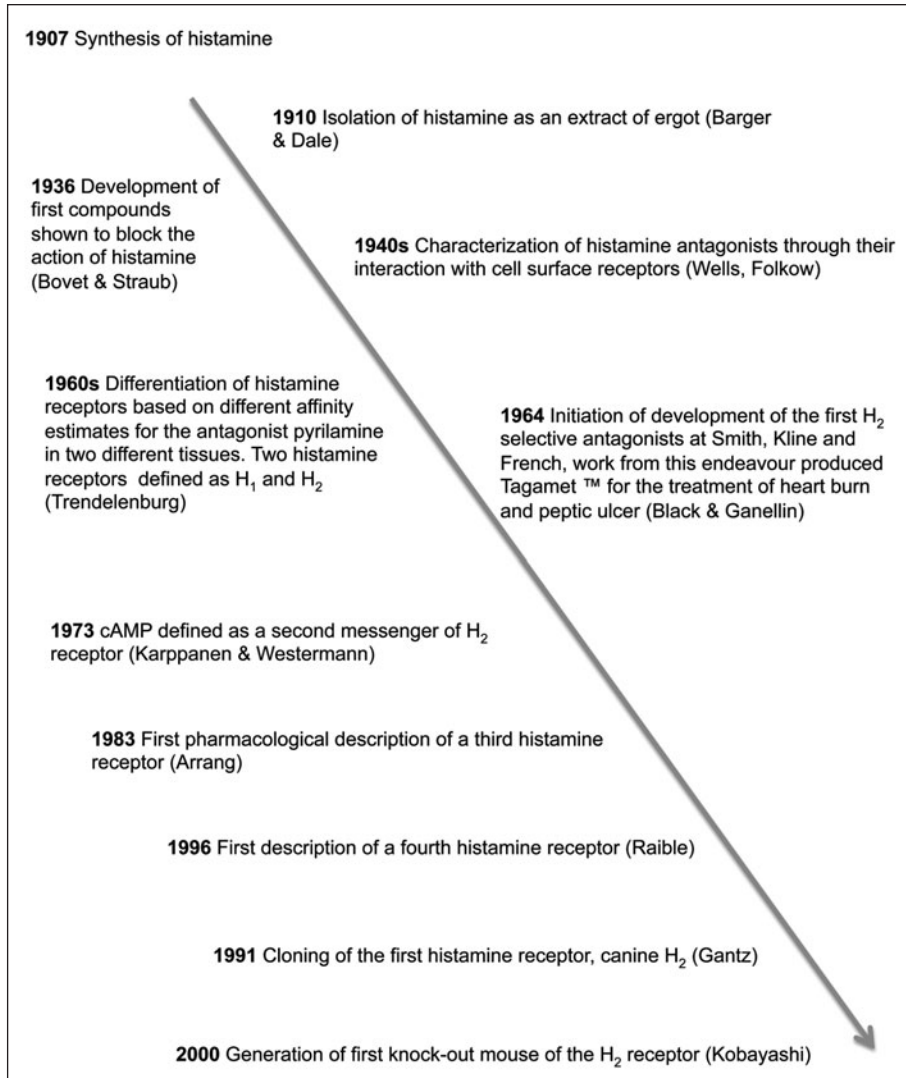 1907 Synthesis of histamine
1910 Isolation of histamine as an extract of ergot (Barger
& Dale)
1936 Development of
first compounds
shown to block the
action of histamine
(Bovet & Straub)
1940s Characterization of histamine antagonists through their
interaction with cell surface receptors (Wells, Folkow)
1960s Differentiation of histamine
receptors based on different affinity
estimates for the antagonist pyrilamine
in two different tissues. Two histamine
receptors defined as H₁ and H₂
(Trendelenburg)
1964 Initiation of development of the first H₂
selective antagonists at Smith, Kline and
French, work from this endeavour produced
Tagamet ™ for the treatment of heart burn
and peptic ulcer (Black & Ganellin)
1973 cAMP defined as a second messenger of H₂
receptor (Karppanen & Westermann)
1983 First pharmacological description of a third histamine
receptor (Arrang)
1996 First description of a fourth histamine receptor (Raible)
1991 Cloning of the first histamine receptor, canine H₂ (Gantz)
2000 Generation of first knock-out mouse of the H₂ receptor (Kobayashi)